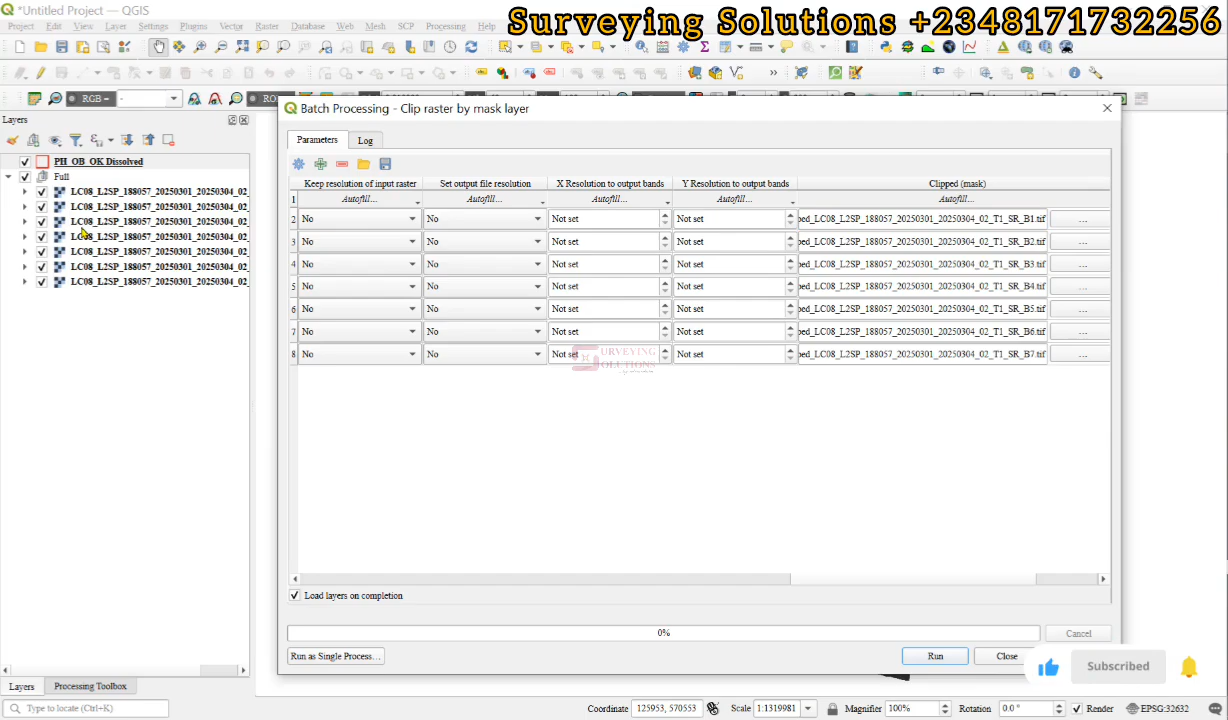 *Untitled Project — QGIS
Surveying Solutions +2348171732256
Project Edit View Layer Settings Plugins Vector Raster Database Web Mesh SCP Processing Help
RGB =
-
Batch Processing - Clip raster by mask layer
Layers
Parameters Log
PH_OB_OK Dissolved
Full
LC08_L2SP_188057_20250301_20250304_02_
LC08_L2SP_188057_20250301_20250304_02_
LC08_L2SP_188057_20250301_20250304_02_
LC08_L2SP_188057_20250301_20250304_02_
LC08_L2SP_188057_20250301_20250304_02_
LC08_L2SP_188057_20250301_20250304_02_
LC08_L2SP_188057_20250301_20250304_02_
Keep resolution of input raster Set output file resolution X Resolution to output bands Y Resolution to output bands Clipped (mask)
1 Autofill... Autofill... Autofill... Autofill... Autofill...
2 No No Not set Not set ped_LC08_L2SP_188057_20250301_20250304_02_T1_SR_B1.tif ...
3 No No Not set Not set ped_LC08_L2SP_188057_20250301_20250304_02_T1_SR_B2.tif ...
4 No No Not set Not set ped_LC08_L2SP_188057_20250301_20250304_02_T1_SR_B3.tif ...
5 No No Not set Not set ped_LC08_L2SP_188057_20250301_20250304_02_T1_SR_B4.tif ...
6 No No Not set Not set ped_LC08_L2SP_188057_20250301_20250304_02_T1_SR_B5.tif ...
7 No No Not set Not set ped_LC08_L2SP_188057_20250301_20250304_02_T1_SR_B6.tif ...
8 No No Not set Not set ped_LC08_L2SP_188057_20250301_20250304_02_T1_SR_B7.tif ...
SURVEYING
SOLUTIONS
Load layers on completion
0% Cancel
Run as Single Process… Run Close
Subscribed
Layers Processing Toolbox
Type to locate (Ctrl+K) Coordinate 125953, 570553 Scale 1:1319981 Magnifier 100% Rotation 0.0 ° Render EPSG:32632